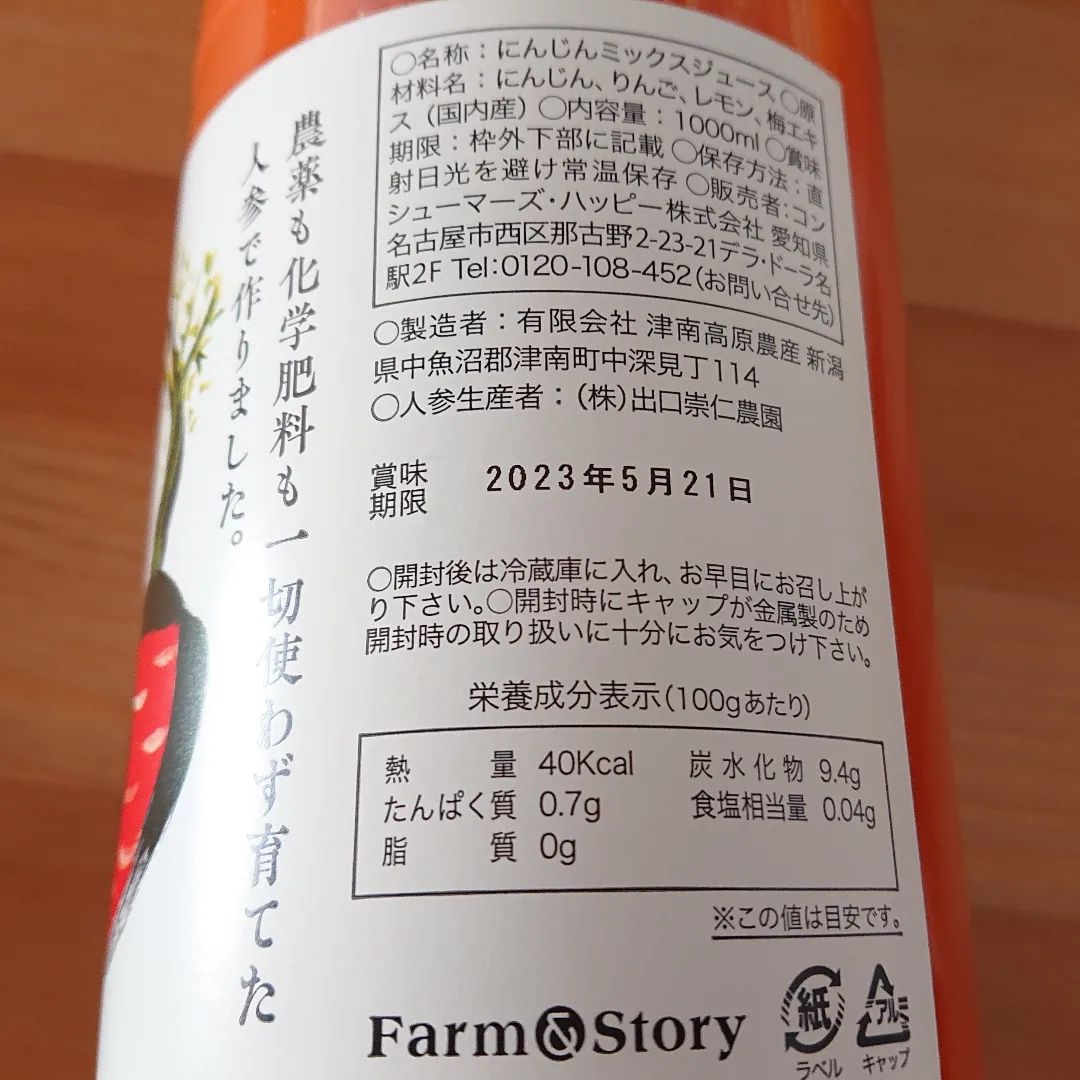 農薬も化学肥料も一切使わず育てた
人参で作りました。
○名称：にんじんミックスジュース ○原
材料名：にんじん、りんご、レモン、梅エキ
ス（国内産）○内容量：1000ml ○賞味
期限：枠外下部に記載 ○保存方法：直
射日光を避け常温保存 ○販売者：コン
シューマーズ・ハッピー株式会社 愛知県
名古屋市西区那古野2-23-21デラ・ドーラ名
駅2F Tel:0120-108-452（お問い合せ先）
○製造者：有限会社 津南高原農産 新潟
県中魚沼郡津南町中深見丁114
○人参生産者：（株）出口崇仁農園
賞味
期限 2023年5月21日
○開封後は冷蔵庫に入れ、お早目にお召し上が
り下さい。○開封時にキャップが金属製のため
開封時の取り扱いに十分にお気をつけ下さい。
栄養成分表示（100gあたり）
熱量 40Kcal 炭水化物 9.4g
たんぱく質 0.7g 食塩相当量 0.04g
脂質 0g
※この値は目安です。
Farm & Story
紙 アルミ
ラベル キャップ